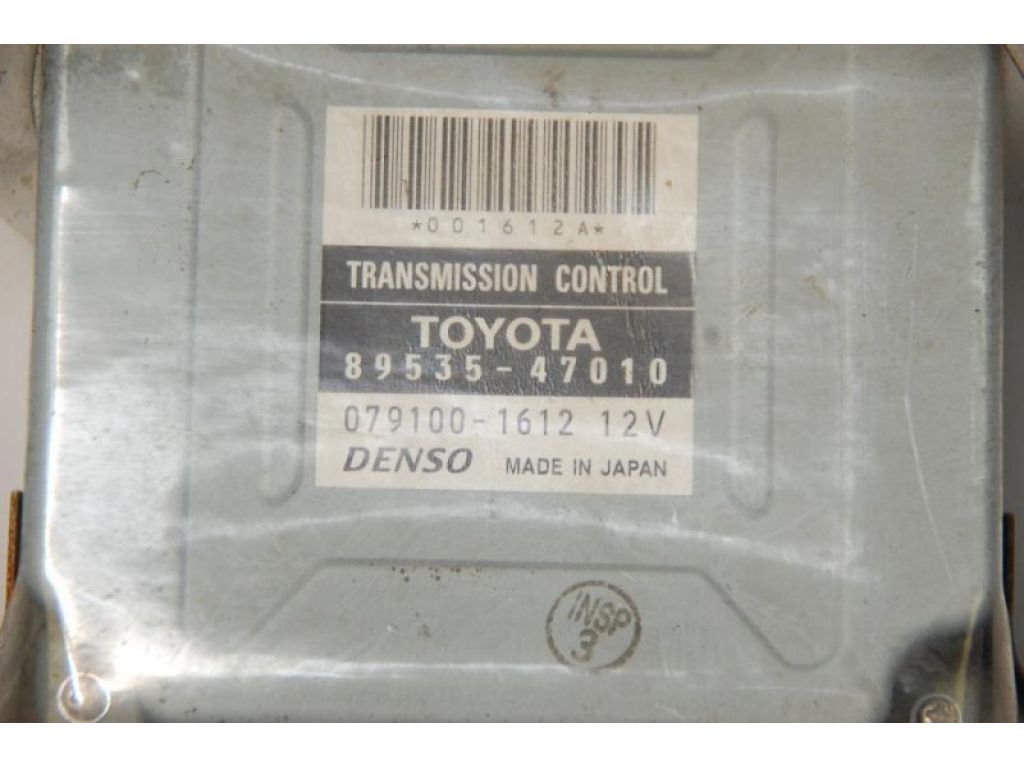 *001612A*
TRANSMISSION CONTROL
TOYOTA
89535-47010
079100-1612 12V
DENSO MADE IN JAPAN
INSP
3